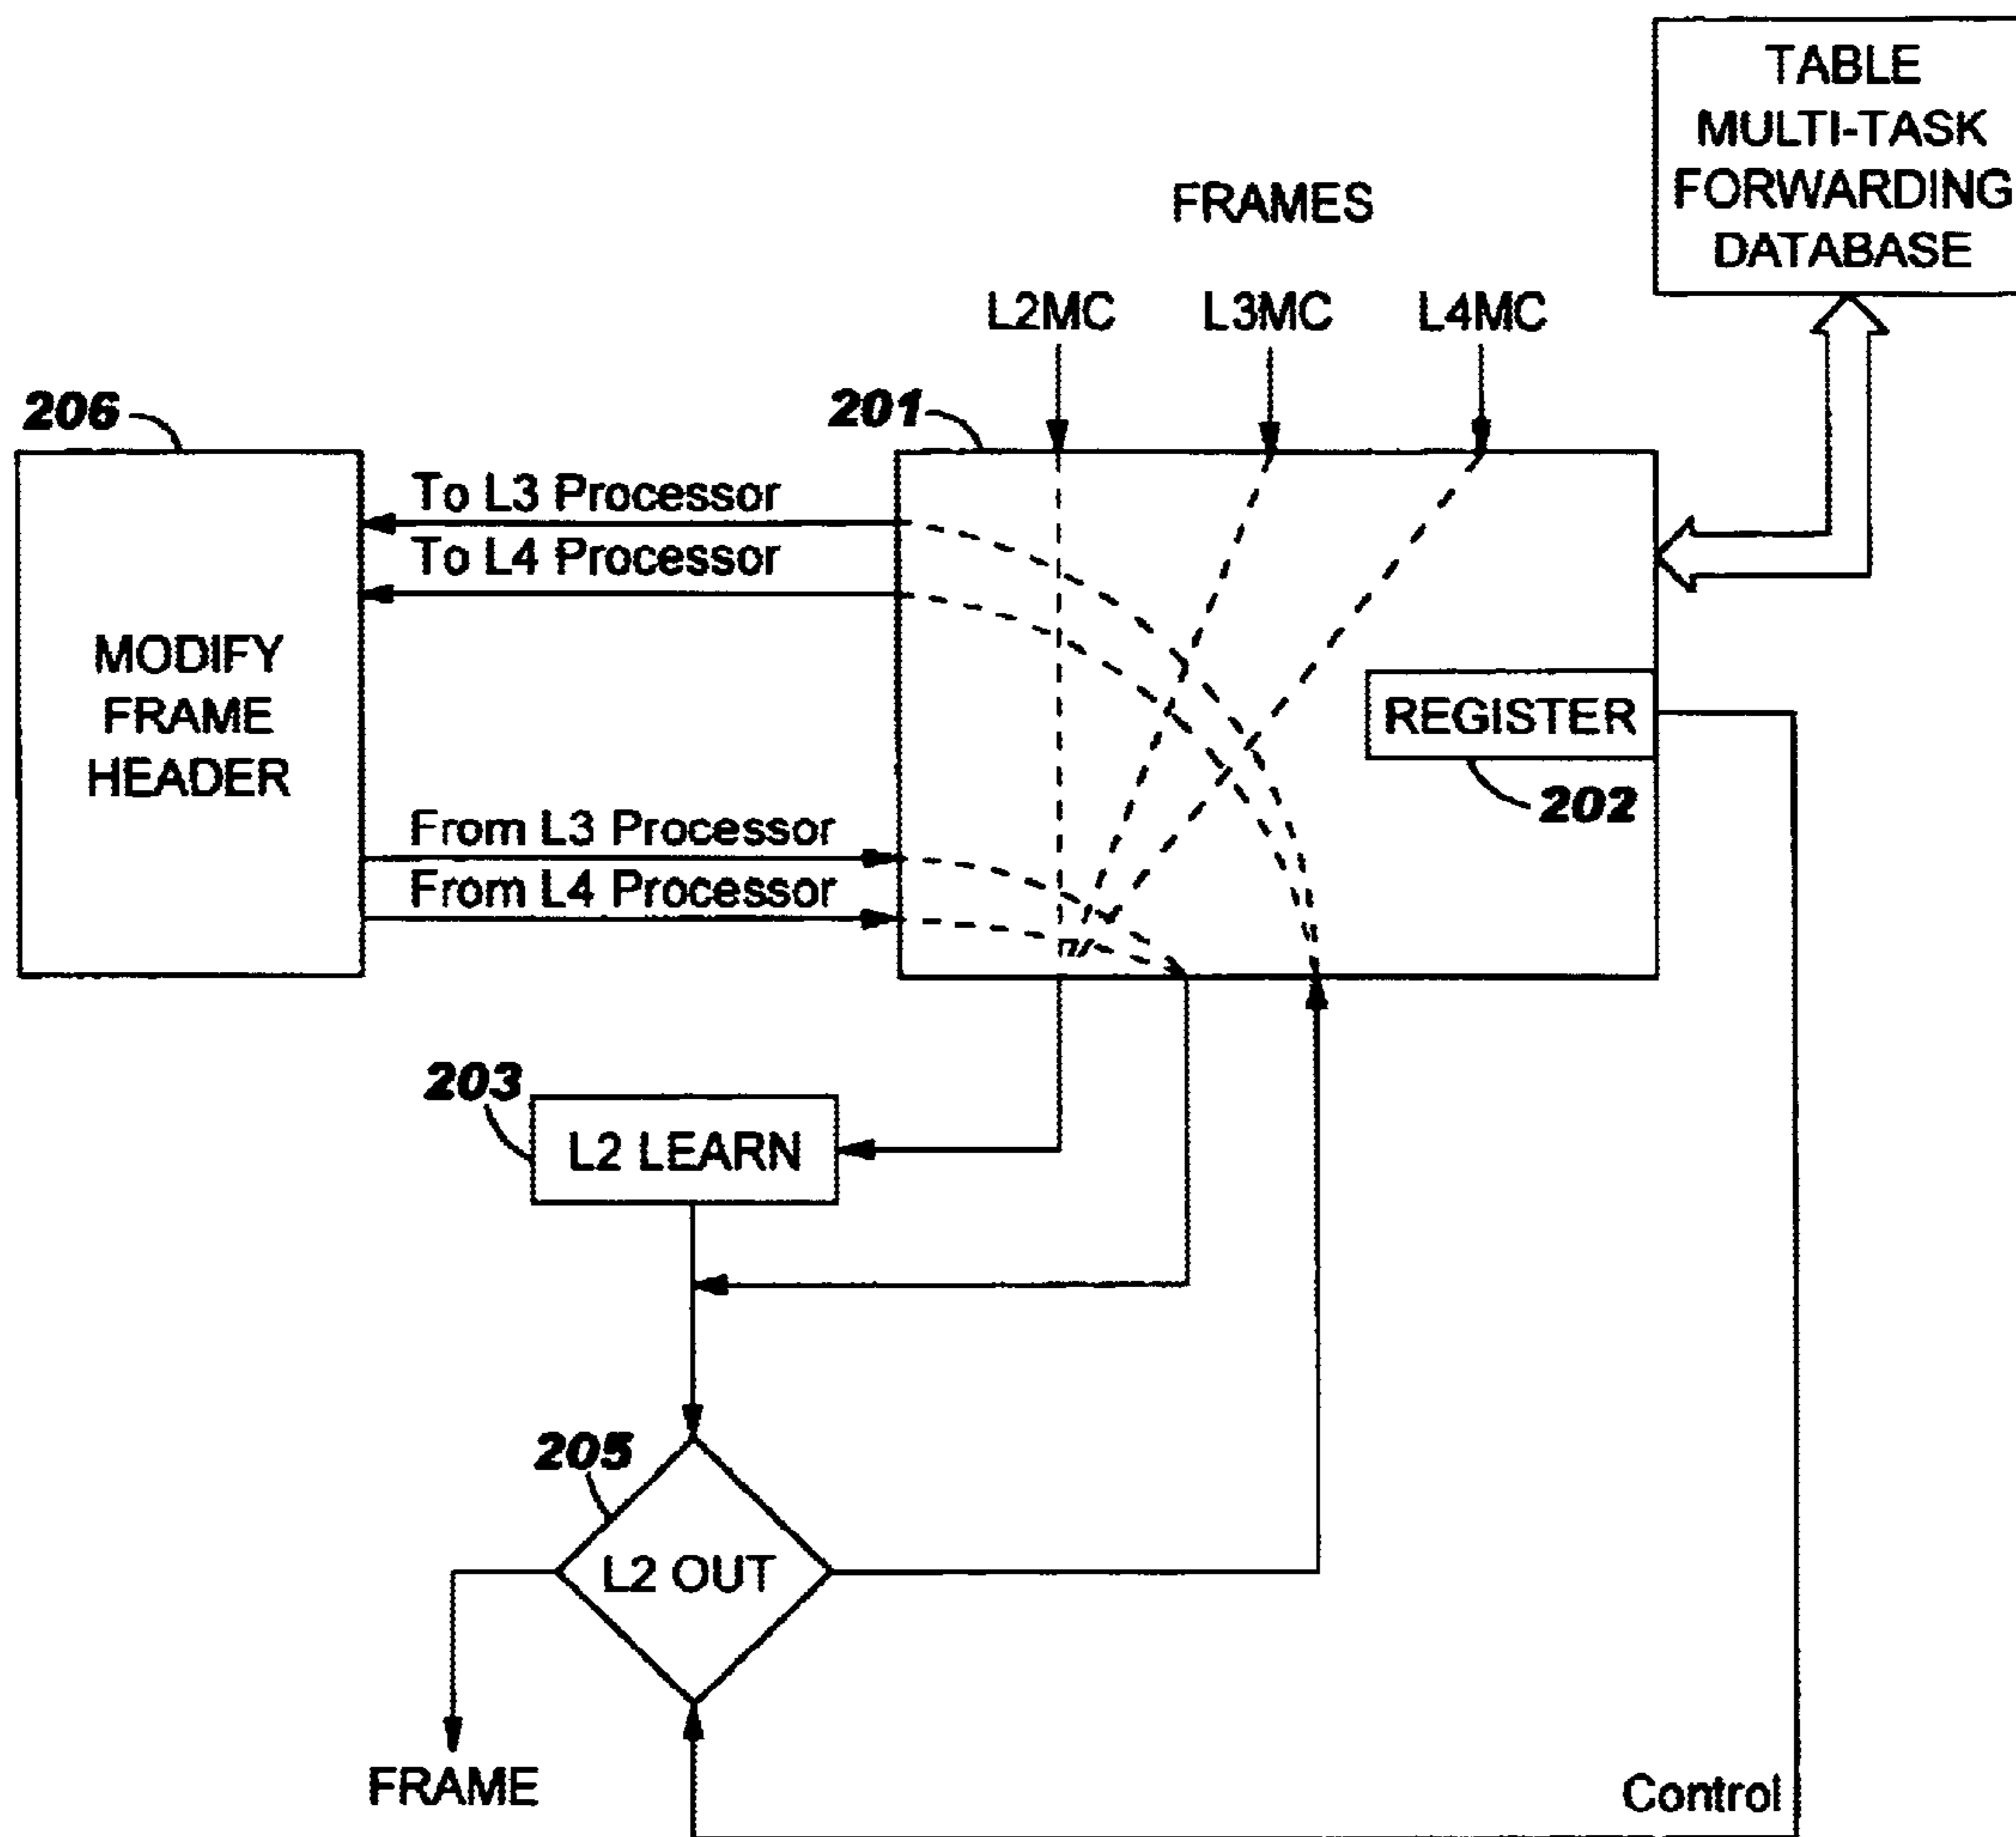 TABLE
MULTI-TASK
FORWARDING
DATABASE
FRAMES
L2MC
L3MC
L4MC
206
201
To L3 Processor
To L4 Processor
MODIFY
FRAME
HEADER
REGISTER
202
From L3 Processor
From L4 Processor
203
L2 LEARN
205
L2 OUT
FRAME
Control